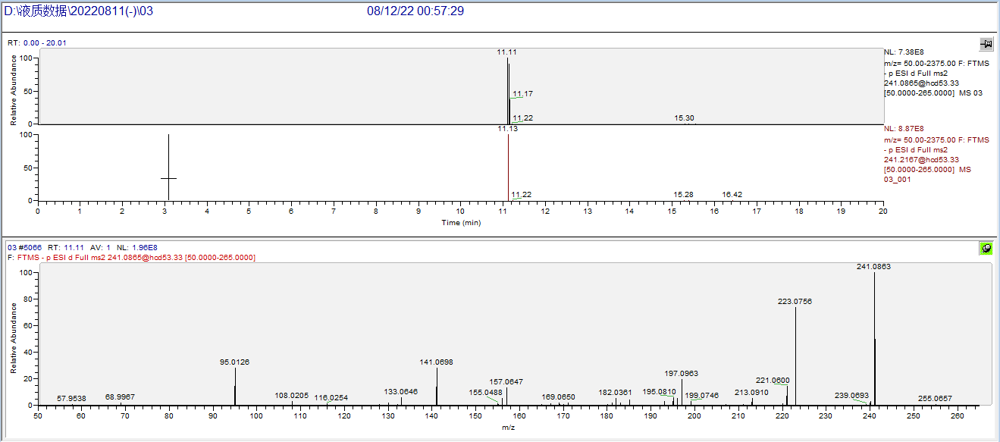 D:\液质数据\20220811(-)\03 08/12/22 00:57:29
RT: 0.00 - 20.01
NL: 7.38E8
m/z= 50.00-2375.00 F: FTMS
- p ESI d Full ms2
241.0865@hcd53.33
[50.0000-265.0000] MS 03
Relative Abundance
100
50
0
11.11
11.17
11.22
15.30
NL: 8.87E8
m/z= 50.00-2375.00 F: FTMS
- p ESI d Full ms2
241.2167@hcd53.33
[50.0000-265.0000] MS
03_001
100
50
0
11.13
11.22
15.28
16.42
0 1 2 3 4 5 6 7 8 9 10 11 12 13 14 15 16 17 18 19 20
Time (min)
03 #5066 RT: 11.11 AV: 1 NL: 1.96E8
F: FTMS - p ESI d Full ms2 241.0865@hcd53.33 [50.0000-265.0000]
Relative Abundance
100
80
60
40
20
0
57.9538
68.9967
95.0126
108.0205
116.0254
133.0646
141.0698
155.0488
157.0647
169.0650
182.0361
195.0810
197.0963
199.0746
213.0910
221.0600
223.0756
239.0693
241.0863
255.0657
50 60 70 80 90 100 110 120 130 140 150 160 170 180 190 200 210 220 230 240 250 260
m/z